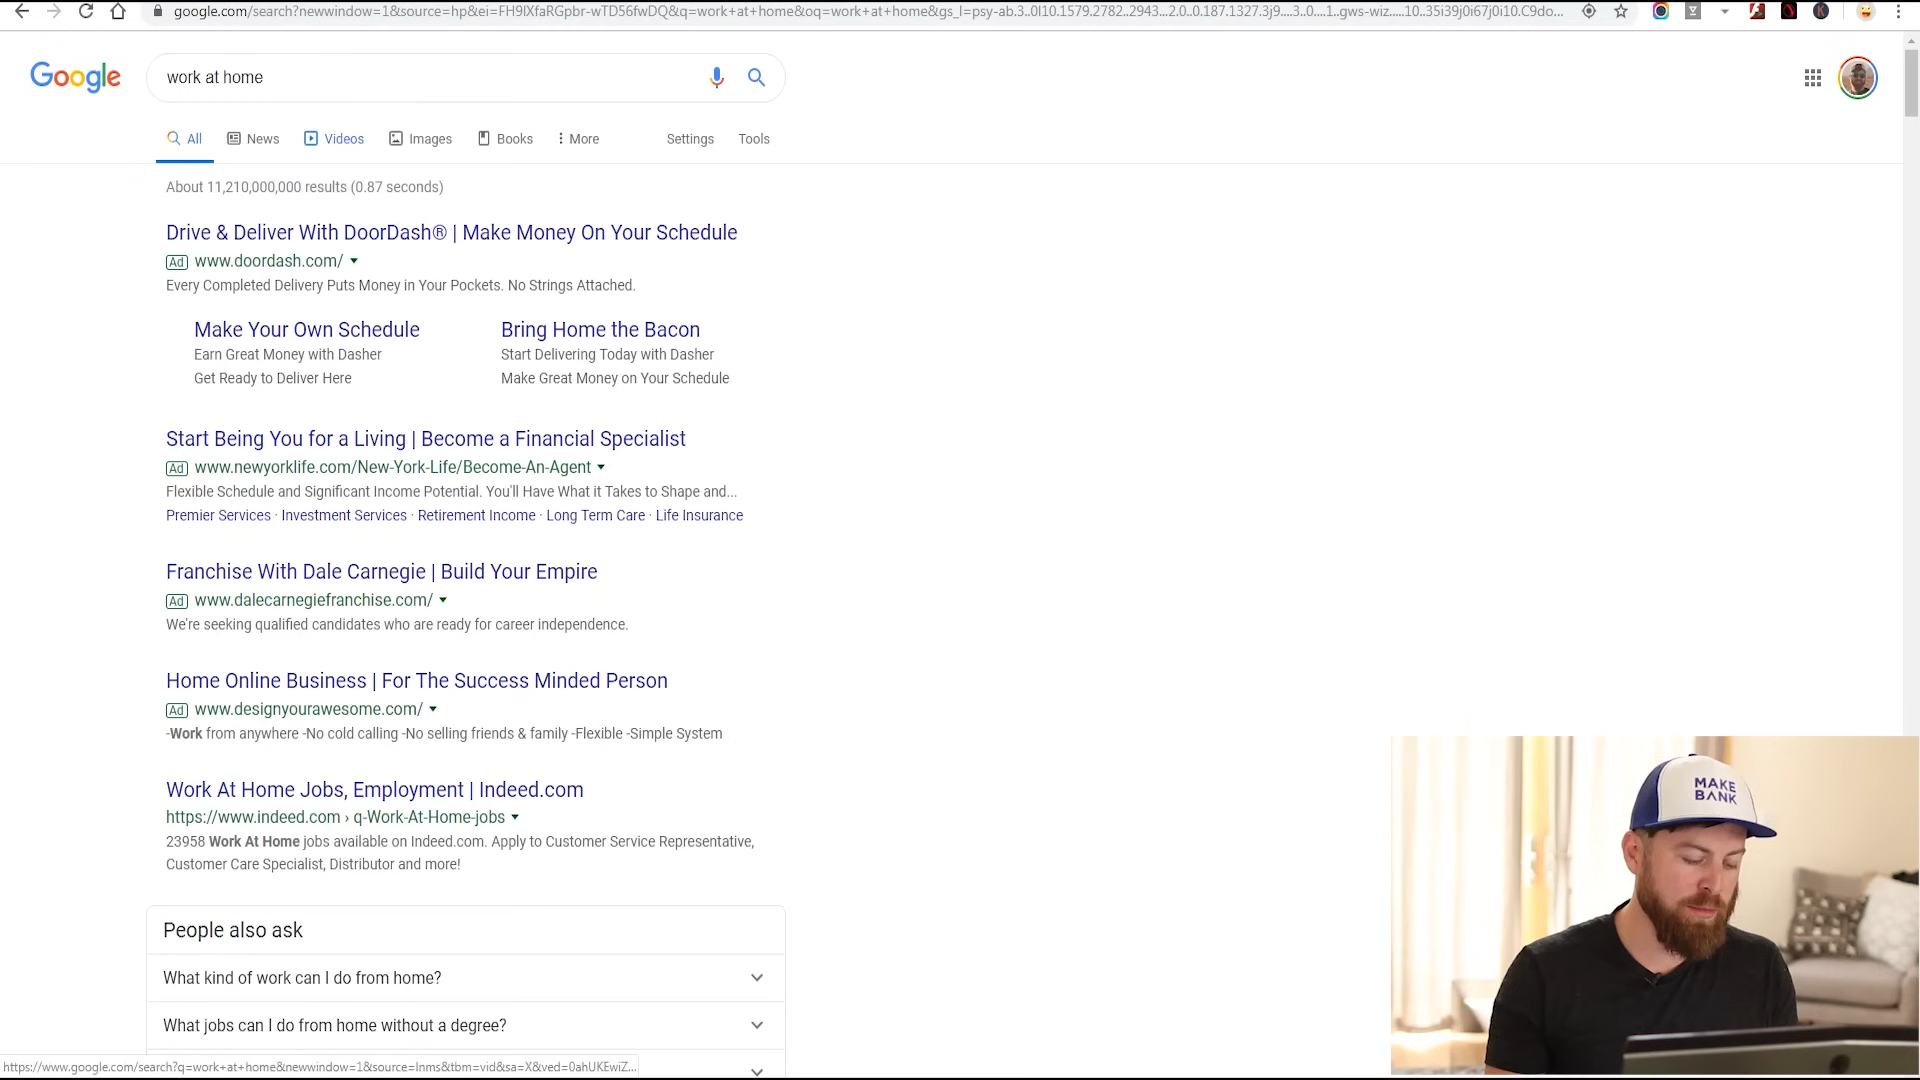 google.com/search?newwindow=1&source=hp&ei=FH9lXfaRGpbr-wTD56fwDQ&q=work+at+home&oq=work+at+home&gs_l=psy-ab.3..0l10.1579.2782..2943...2.0..0.187.1327.3j9....3..0....1..gws-wiz.....10..35i39j0i67j0i10.C9do...
Google
work at home
All News Videos Images Books More Settings Tools
About 11,210,000,000 results (0.87 seconds)
Drive & Deliver With DoorDash® | Make Money On Your Schedule
Ad www.doordash.com/
Every Completed Delivery Puts Money in Your Pockets. No Strings Attached.
Make Your Own Schedule
Earn Great Money with Dasher
Get Ready to Deliver Here
Bring Home the Bacon
Start Delivering Today with Dasher
Make Great Money on Your Schedule
Start Being You for a Living | Become a Financial Specialist
Ad www.newyorklife.com/New-York-Life/Become-An-Agent
Flexible Schedule and Significant Income Potential. You'll Have What it Takes to Shape and...
Premier Services · Investment Services · Retirement Income · Long Term Care · Life Insurance
Franchise With Dale Carnegie | Build Your Empire
Ad www.dalecarnegiefranchise.com/
We're seeking qualified candidates who are ready for career independence.
Home Online Business | For The Success Minded Person
Ad www.designyourawesome.com/
-Work from anywhere -No cold calling -No selling friends & family -Flexible -Simple System
Work At Home Jobs, Employment | Indeed.com
https://www.indeed.com › q-Work-At-Home-jobs
23958 Work At Home jobs available on Indeed.com. Apply to Customer Service Representative,
Customer Care Specialist, Distributor and more!
People also ask
What kind of work can I do from home?
What jobs can I do from home without a degree?
https://www.google.com/search?q=work+at+home&newwindow=1&source=lnms&tbm=vid&sa=X&ved=0ahUKEwiZ...
MAKE
BANK